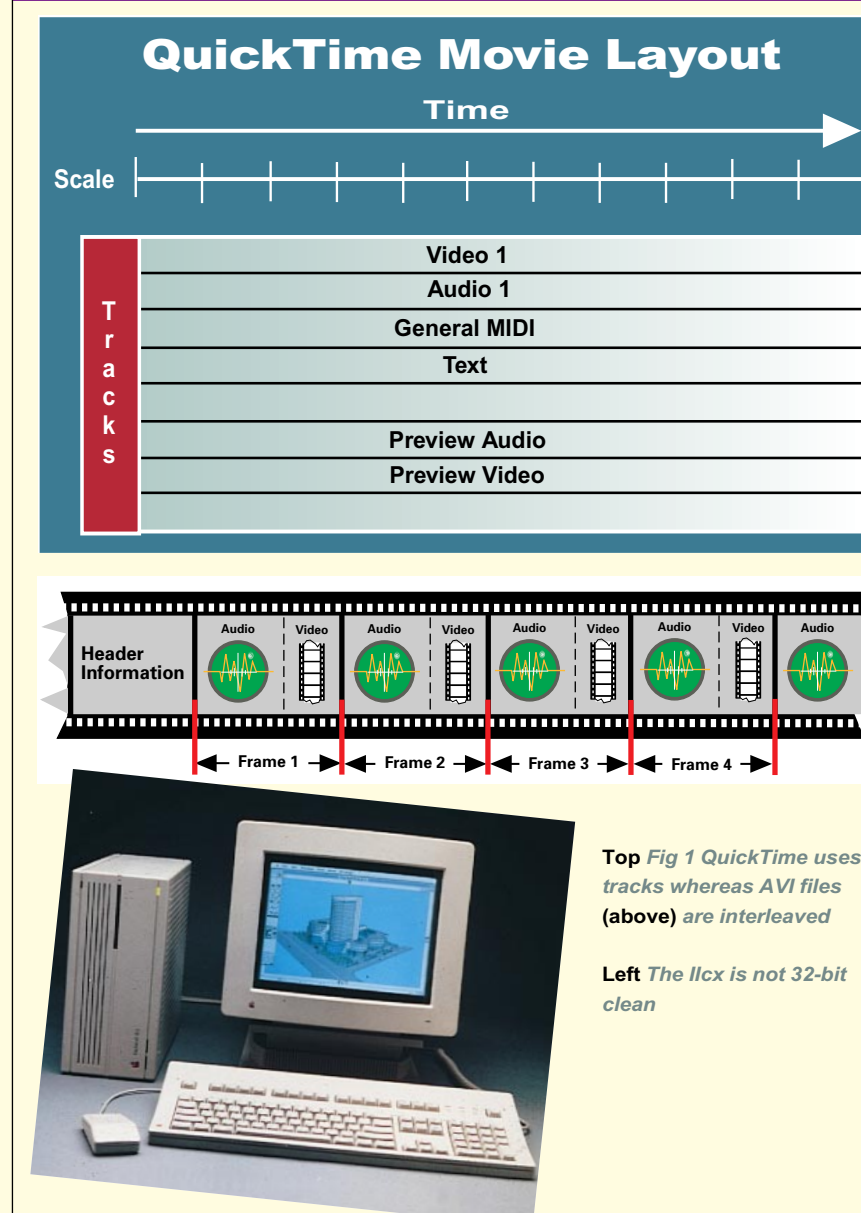 QuickTime Movie Layout
Time
Scale
Tracks
Video 1
Audio 1
General MIDI
Text
Preview Audio
Preview Video
Header
Information
Audio Video Audio Video Audio Video Audio Video Audio
Frame 1 Frame 2 Frame 3 Frame 4
Top Fig 1 QuickTime uses
tracks whereas AVI files
(above) are interleaved
Left The IIcx is not 32-bit
clean